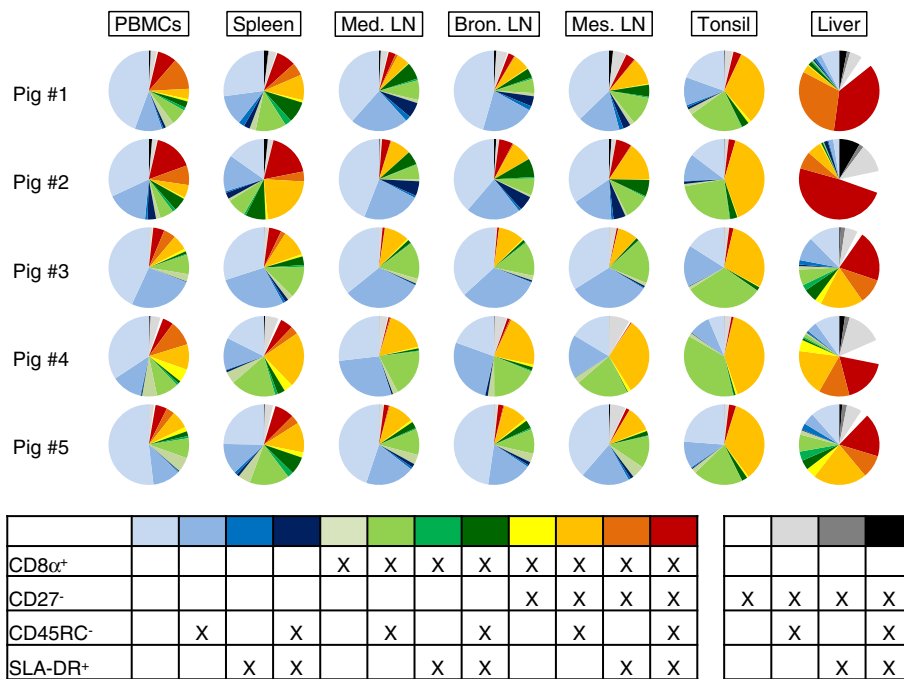 PBMCs Spleen Med. LN Bron. LN Mes. LN Tonsil Liver
Pig #1
Pig #2
Pig #3
Pig #4
Pig #5
CD8α⁺ X X X X X X X X
CD27⁻ X X X X X X X X
CD45RC⁻ X X X X X X X X
SLA-DR⁺ X X X X X X X X